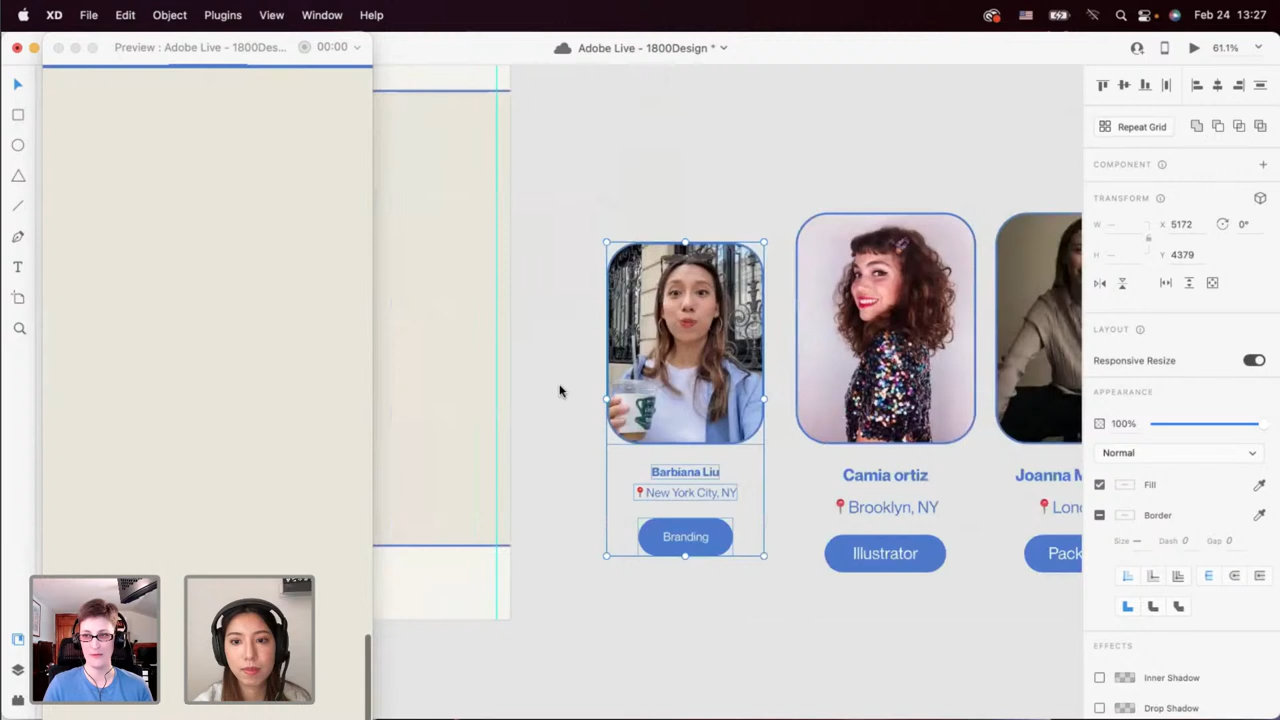 XD File Edit Object Plugins View Window Help
Feb 24 13:27
Preview : Adobe Live - 1800Des...
00:00
Adobe Live - 1800Design *
61.1%
Repeat Grid
COMPONENT
TRANSFORM
W
X 5172
0°
H
Y 4379
LAYOUT
Responsive Resize
APPEARANCE
100%
Normal
Fill
Border
Size
Dash 0
Gap 0
EFFECTS
Inner Shadow
Drop Shadow
Barbiana Liu
New York City, NY
Branding
Camia ortiz
Brooklyn, NY
Illustrator
Joanna M
Lon
Pack
T